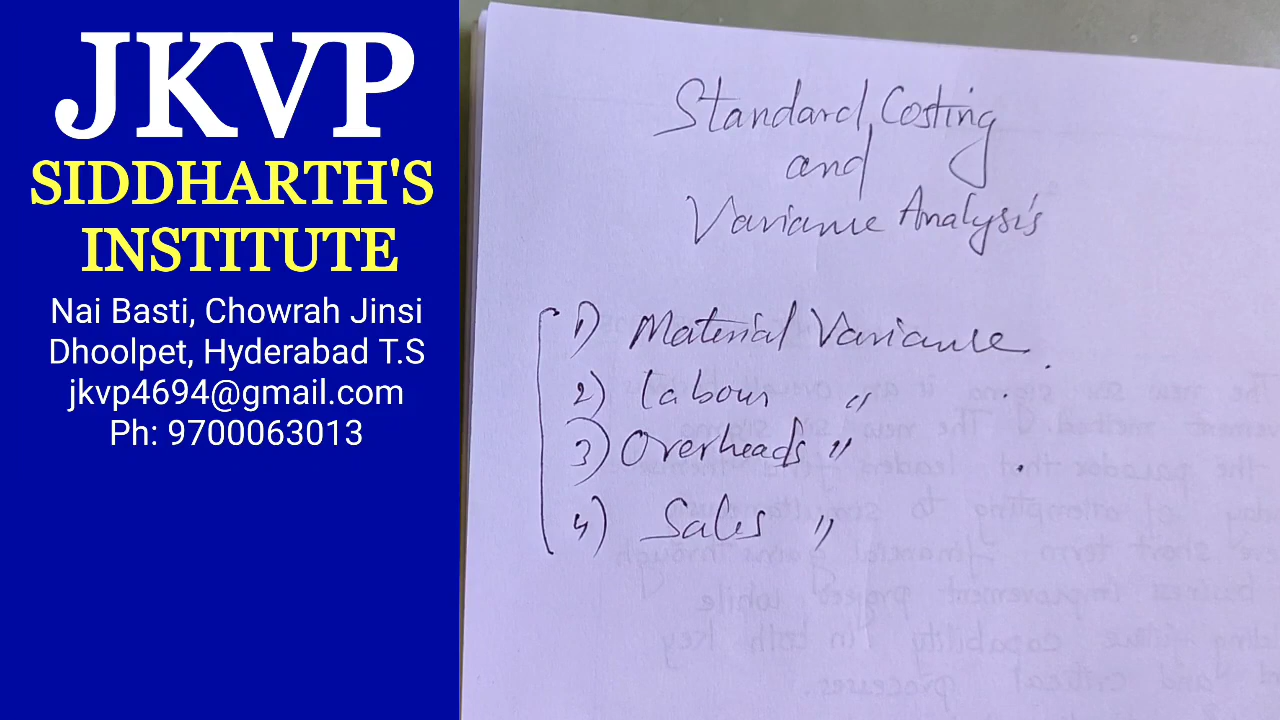 JKVP
SIDDHARTH'S
INSTITUTE
Nai Basti, Chowrah Jinsi
Dhoolpet, Hyderabad T.S
jkvp4694@gmail.com
Ph: 9700063013
Standard Costing
and
Variance Analysis
1) Material Variance
2) Labour "
3) Overheads "
4) Sales "